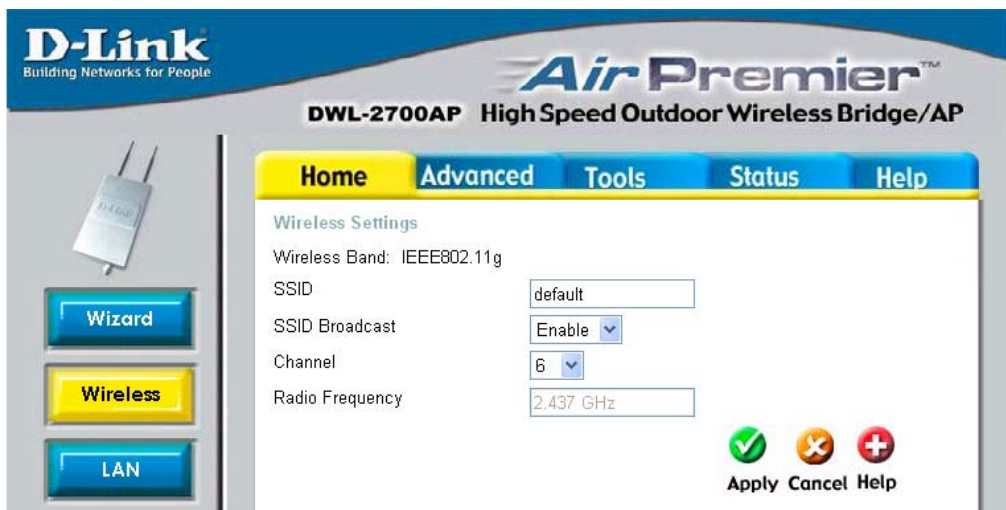 D-Link
Building Networks for People
Air Premier™
DWL-2700AP High Speed Outdoor Wireless Bridge/AP
D-Link
Home Advanced Tools Status Help
Wizard
Wireless
LAN
Wireless Settings
Wireless Band: IEEE802.11g
SSID default
SSID Broadcast Enable
Channel 6
Radio Frequency 2.437 GHz
Apply Cancel Help